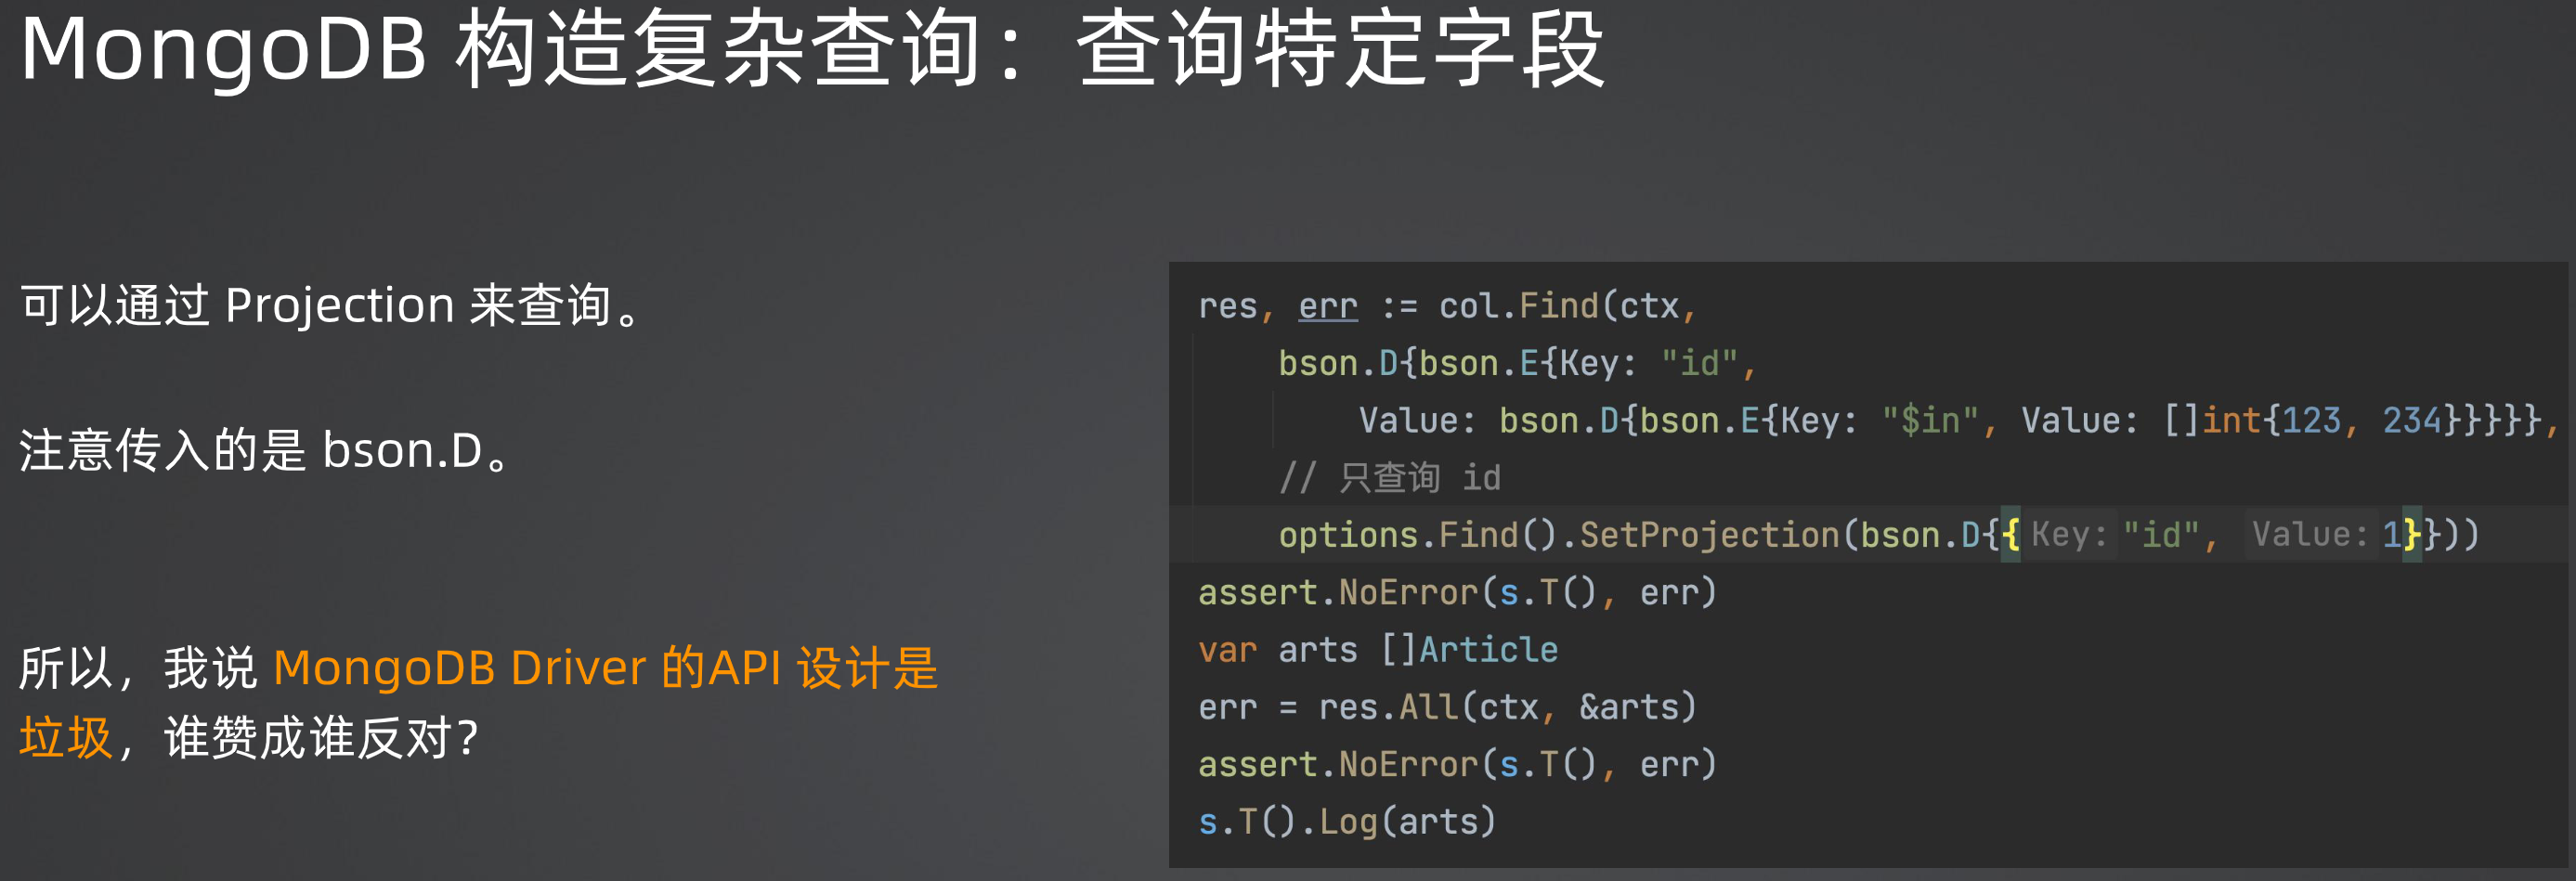 MongoDB 构造复杂查询：查询特定字段
可以通过 Projection 来查询。
注意传入的是 bson.D。
所以，我说 MongoDB Driver 的API 设计是
垃圾，谁赞成谁反对？
res, err := col.Find(ctx,
bson.D{bson.E{Key: "id",
Value: bson.D{bson.E{Key: "$in", Value: []int{123, 234}}}}},
// 只查询 id
options.Find().SetProjection(bson.D{{Key: "id", Value: 1}}))
assert.NoError(s.T(), err)
var arts []Article
err = res.All(ctx, &arts)
assert.NoError(s.T(), err)
s.T().Log(arts)